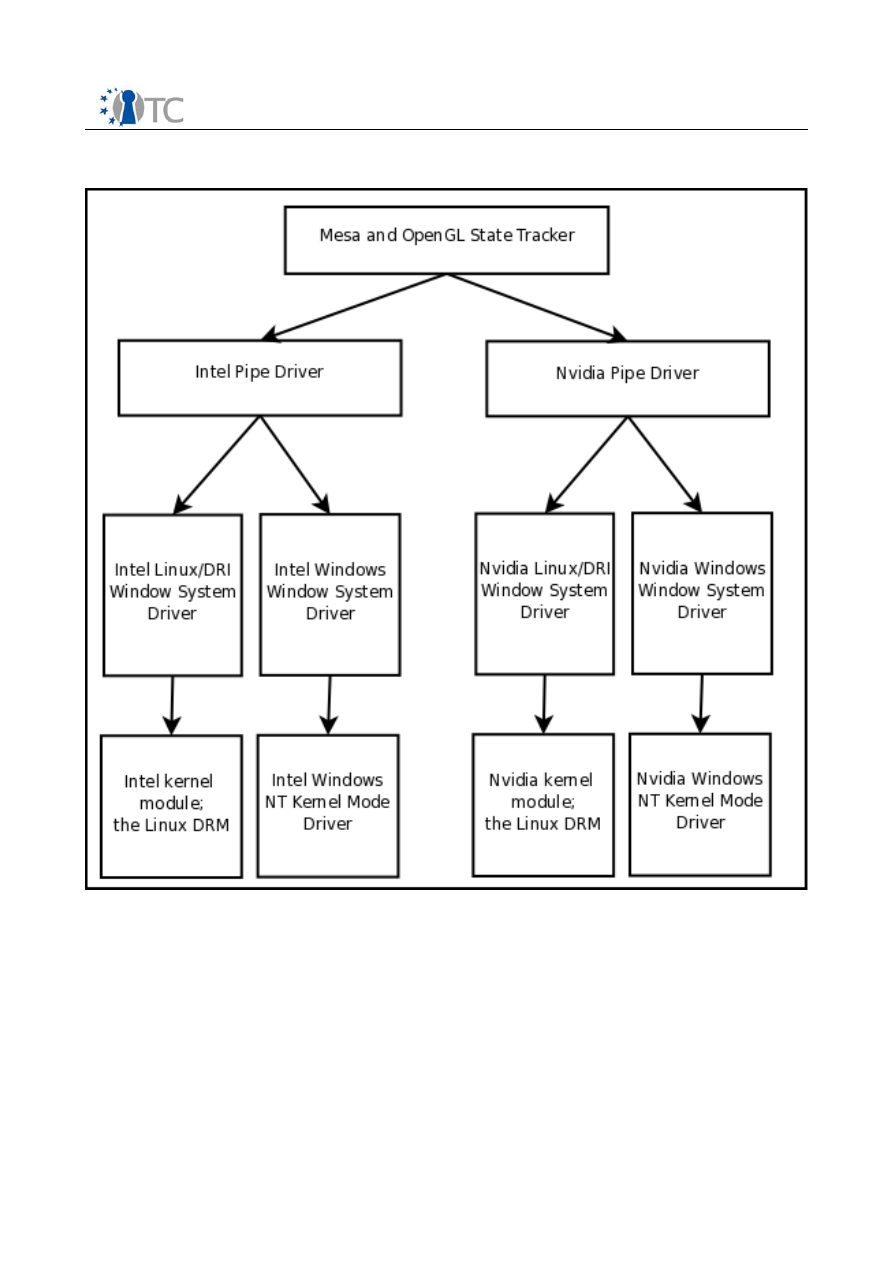 TC
Mesa and OpenGL State Tracker
Intel Pipe Driver
Nvidia Pipe Driver
Intel Linux/DRI
Window System
Driver
Intel Windows
Window System
Driver
Nvidia Linux/DRI
Window System
Driver
Nvidia Windows
Window System
Driver
Intel kernel
module;
the Linux DRM
Intel Windows
NT Kernel Mode
Driver
Nvidia kernel
module;
the Linux DRM
Nvidia Windows
NT Kernel Mode
Driver